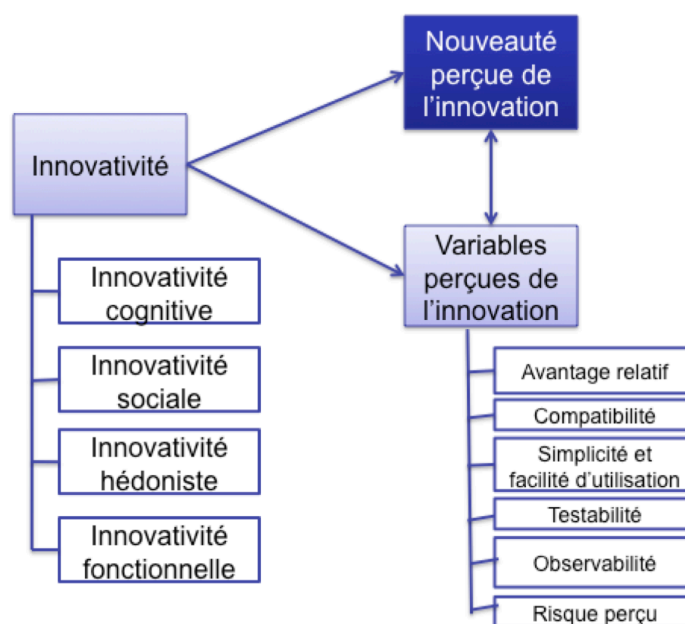 Nouveauté
perçue de
l'innovation
Innovativité
Innovativité
cognitive
Innovativité
sociale
Innovativité
hédoniste
Innovativité
fonctionnelle
Variables
perçues de
l'innovation
Avantage relatif
Compatibilité
Simplicité et
facilité d'utilisation
Testabilité
Observabilité
Risque perçu